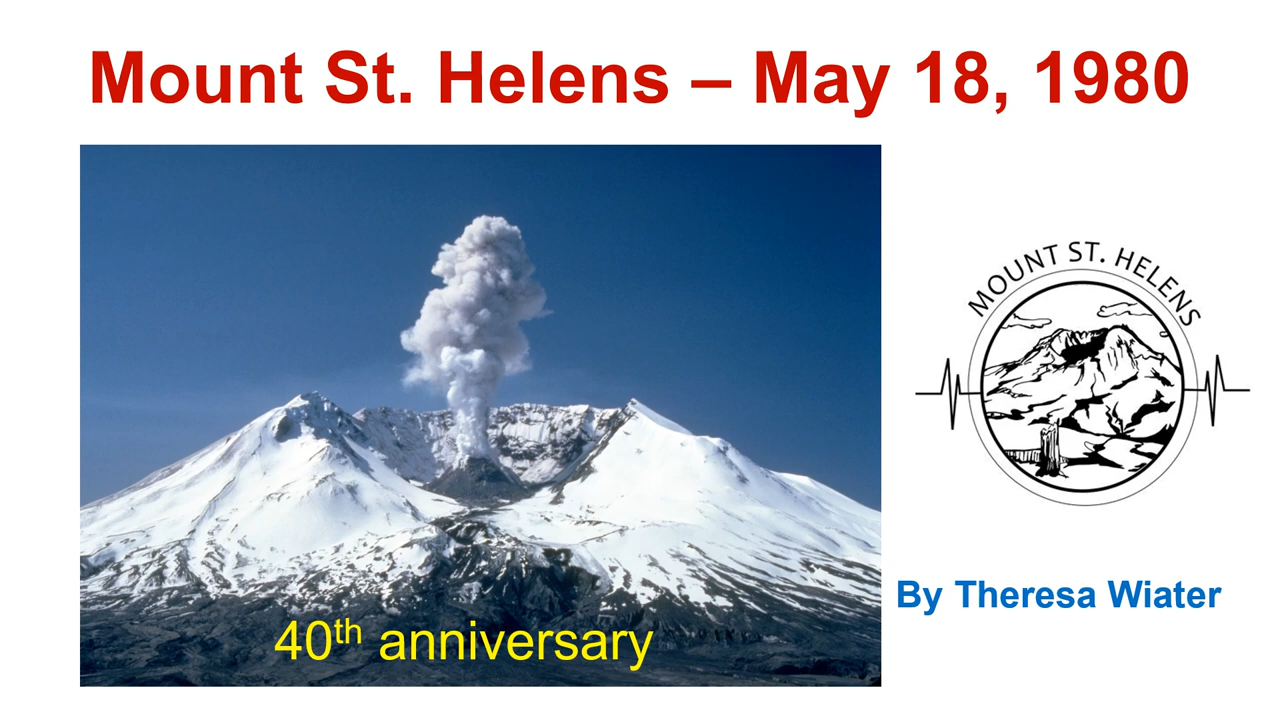 Mount St. Helens – May 18, 1980
MOUNT ST. HELENS
By Theresa Wiater
40th anniversary